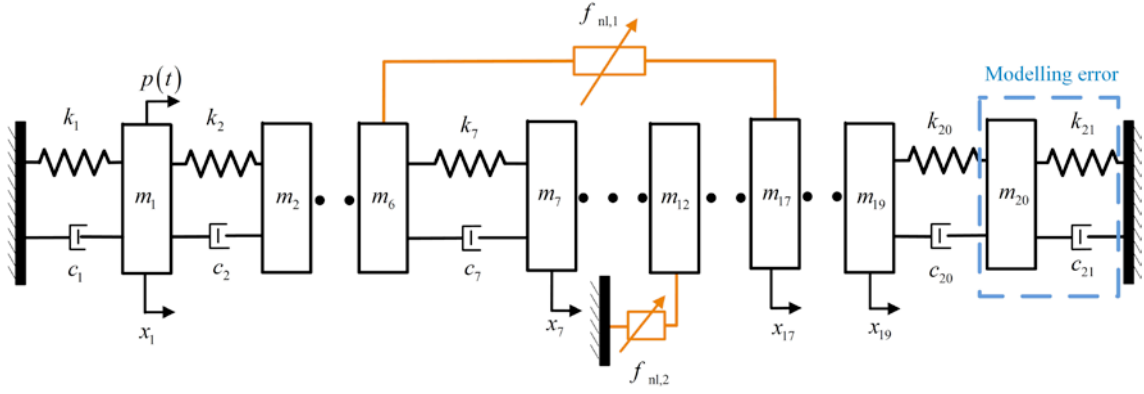 f nl,1
Modelling error
p(t)
k1 k2 k7 k20 k21
m1 m2 m6 m7 m12 m17 m19 m20
c1 c2 c7 c20 c21
x1 x7 x17 x19
f nl,2